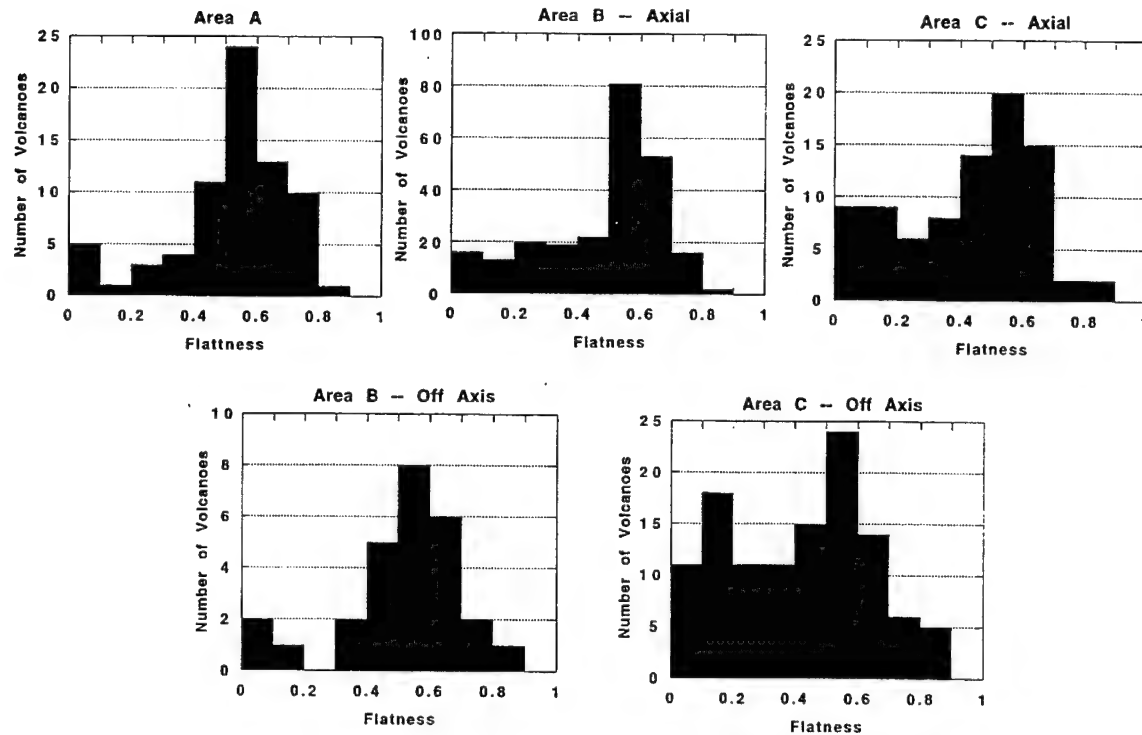 Area A
25
20
15
10
5
0
Number of Volcanoes
0 0.2 0.4 0.6 0.8 1
Flattness
Area B -- Axial
100
80
60
40
20
0
Number of Volcanoes
0 0.2 0.4 0.6 0.8 1
Flatness
Area C -- Axial
25
20
15
10
5
0
Number of Volcanoes
0 0.2 0.4 0.6 0.8 1
Flatness
Area B -- Off Axis
10
8
6
4
2
0
Number of Volcanoes
0 0.2 0.4 0.6 0.8 1
Flatness
Area C -- Off Axis
25
20
15
10
5
0
Number of Volcanoes
0 0.2 0.4 0.6 0.8 1
Flatness